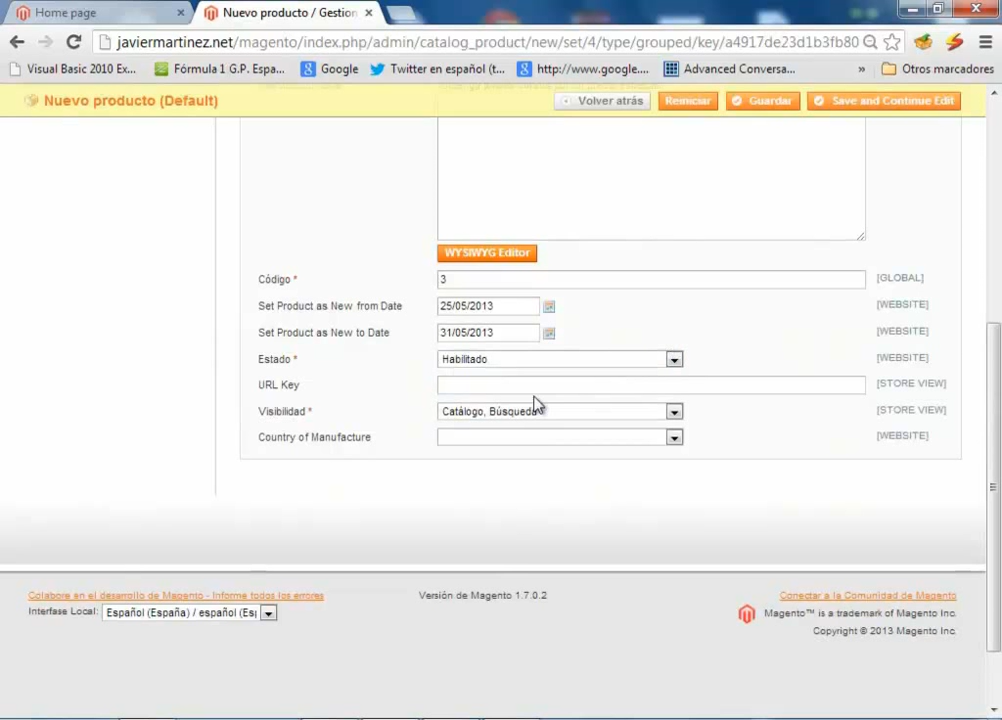 Home page
Nuevo producto / Gestion
javiermartinez.net/magento/index.php/admin/catalog_product/new/set/4/type/grouped/key/a4917de23d1b3fb80
Visual Basic 2010 Ex...
Fórmula 1 G.P. Espa...
Google
Twitter en español (t...
http://www.google....
Advanced Conversa...
»
Otros marcadores
Nuevo producto (Default)
Volver atrás
Reiniciar
Guardar
Save and Continue Edit
WYSIWYG Editor
Código * 3 [GLOBAL]
Set Product as New from Date 25/05/2013 [WEBSITE]
Set Product as New to Date 31/05/2013 [WEBSITE]
Estado * Habilitado [WEBSITE]
URL Key [STORE VIEW]
Visibilidad * Catálogo, Búsqueda [STORE VIEW]
Country of Manufacture [WEBSITE]
Colabore en el desarrollo de Magento - Informe todos los errores
Versión de Magento 1.7.0.2
Conectar a la Comunidad de Magento
Interfase Local: Español (España) / español (Esp
Magento™ is a trademark of Magento Inc.
Copyright © 2013 Magento Inc.